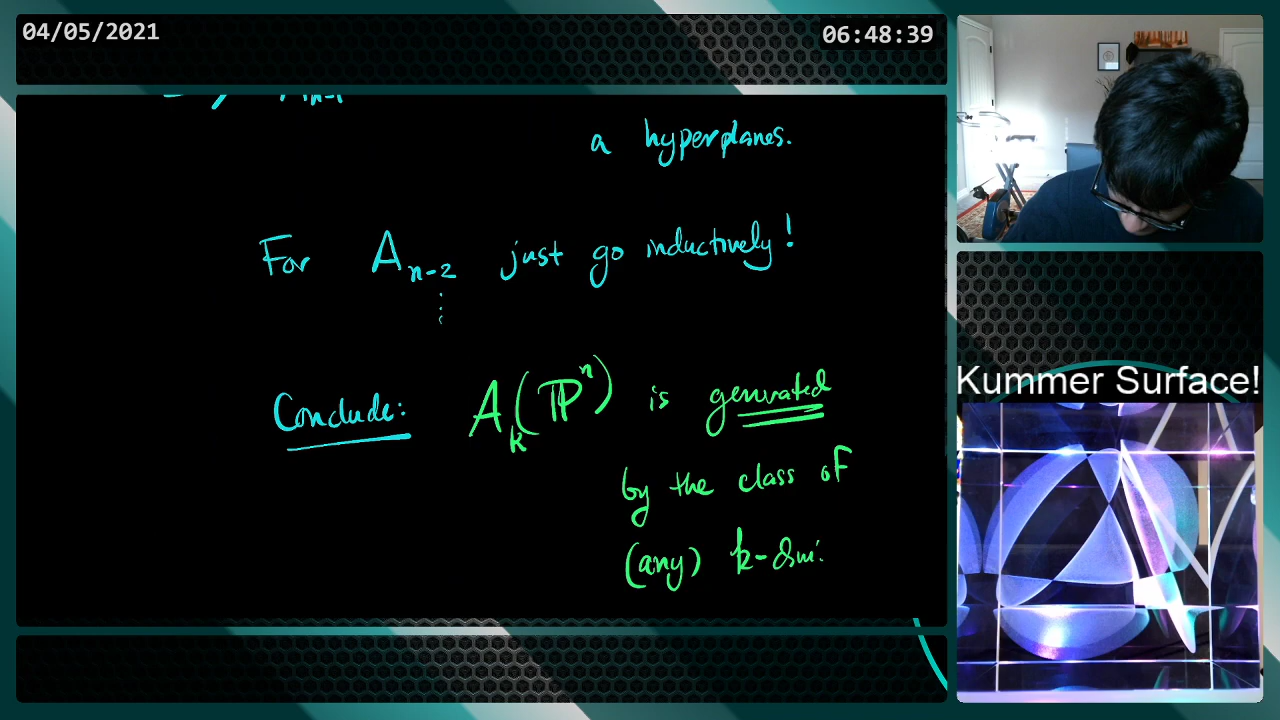 04/05/2021
06:48:39
a hyperplanes.
For A_{n-2} just go inductively!
⋮
Conclude: A_k(ℙ^n) is generated
by the class of
(any) k-dim
Kummer Surface!